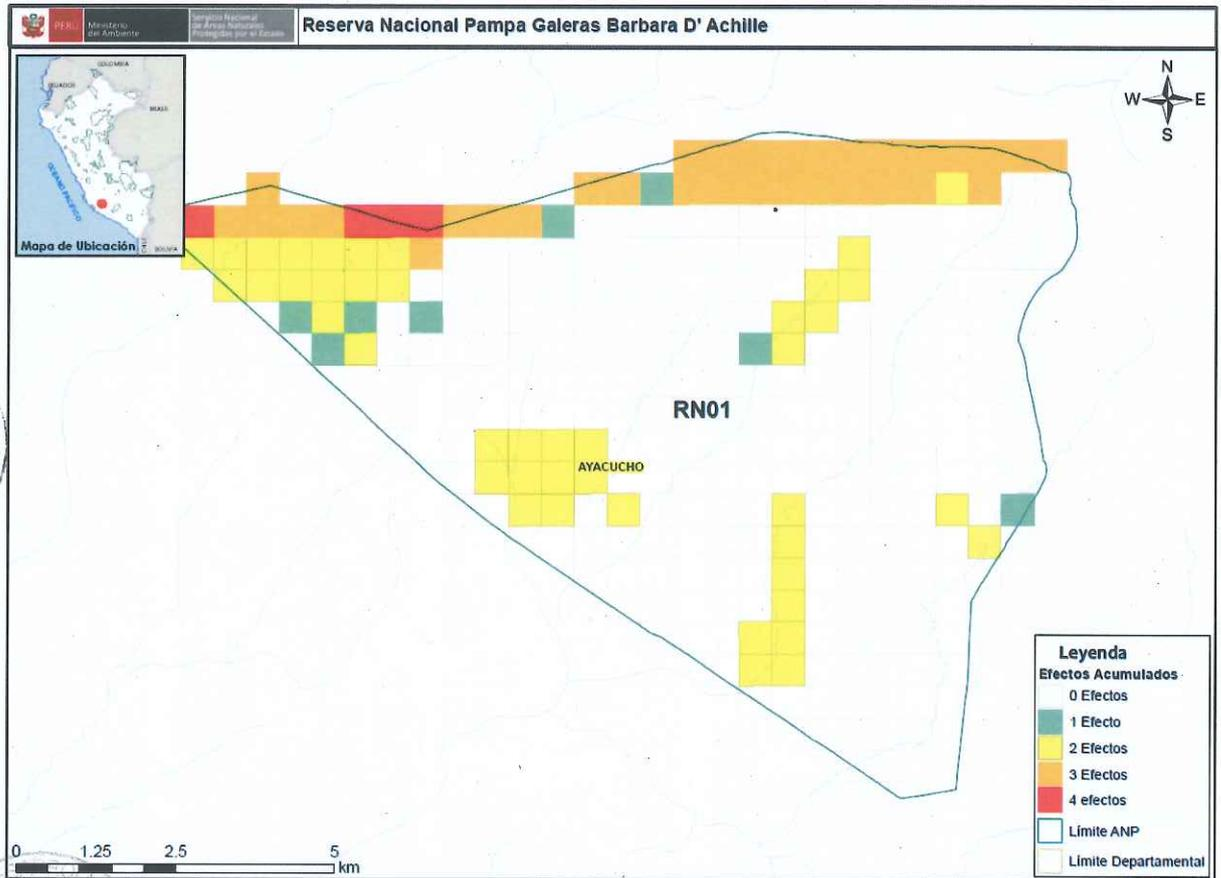 PERÚ
Ministerio
del Ambiente
Servicio Nacional
de Áreas Naturales
Protegidas por el Estado
Reserva Nacional Pampa Galeras Barbara D' Achille
COLOMBIA
ECUADOR
BRASIL
OCEANO PACIFICO
CHILE
BOLIVIA
Mapa de Ubicación
N
W
E
S
RN01
AYACUCHO
Leyenda
Efectos Acumulados
0 Efectos
1 Efecto
2 Efectos
3 Efectos
4 efectos
Límite ANP
Límite Departamental
0 1.25 2.5 5
km